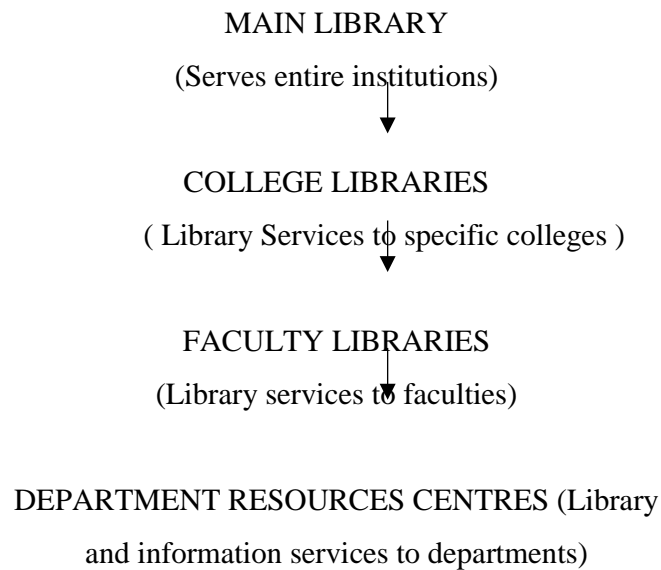 MAIN LIBRARY
(Serves entire institutions)
COLLEGE LIBRARIES
( Library Services to specific colleges )
FACULTY LIBRARIES
(Library services to faculties)
DEPARTMENT RESOURCES CENTRES (Library
and information services to departments)